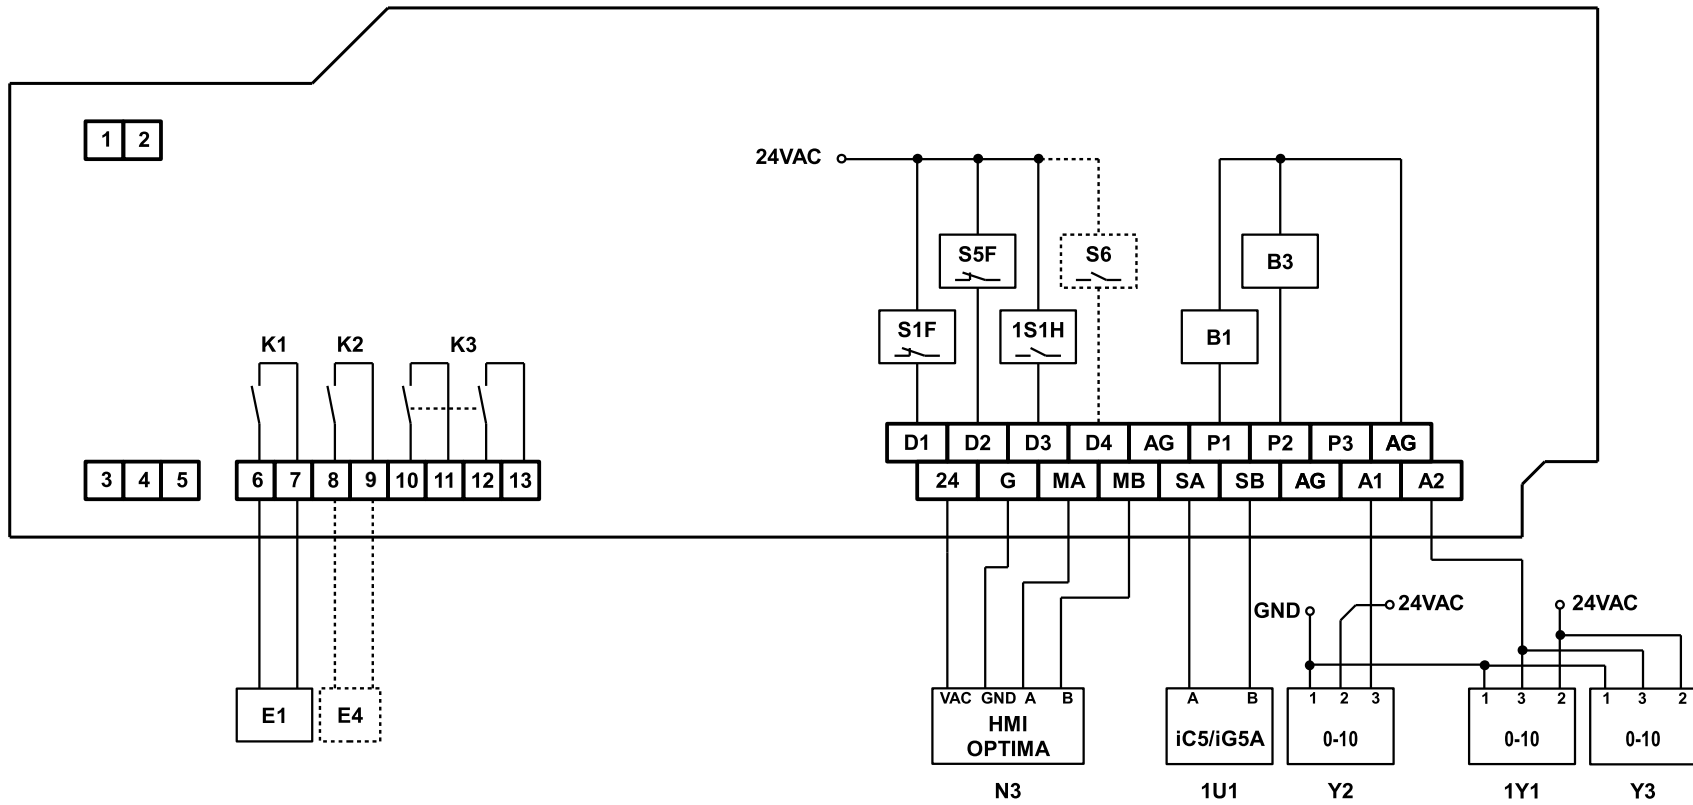 1 2
24VAC
S5F S6
B3
S1F 1S1H
B1
K1 K2 K3
D1 D2 D3 D4 AG P1 P2 P3 AG
3 4 5 6 7 8 9 10 11 12 13
24 G MA MB SA SB AG A1 A2
GND 24VAC 24VAC
VAC GND A B A B 1 2 3 1 3 2 1 3 2
E1 E4
HMI
OPTIMA
iC5/iG5A 0-10 0-10 0-10
N3 1U1 Y2 1Y1 Y3